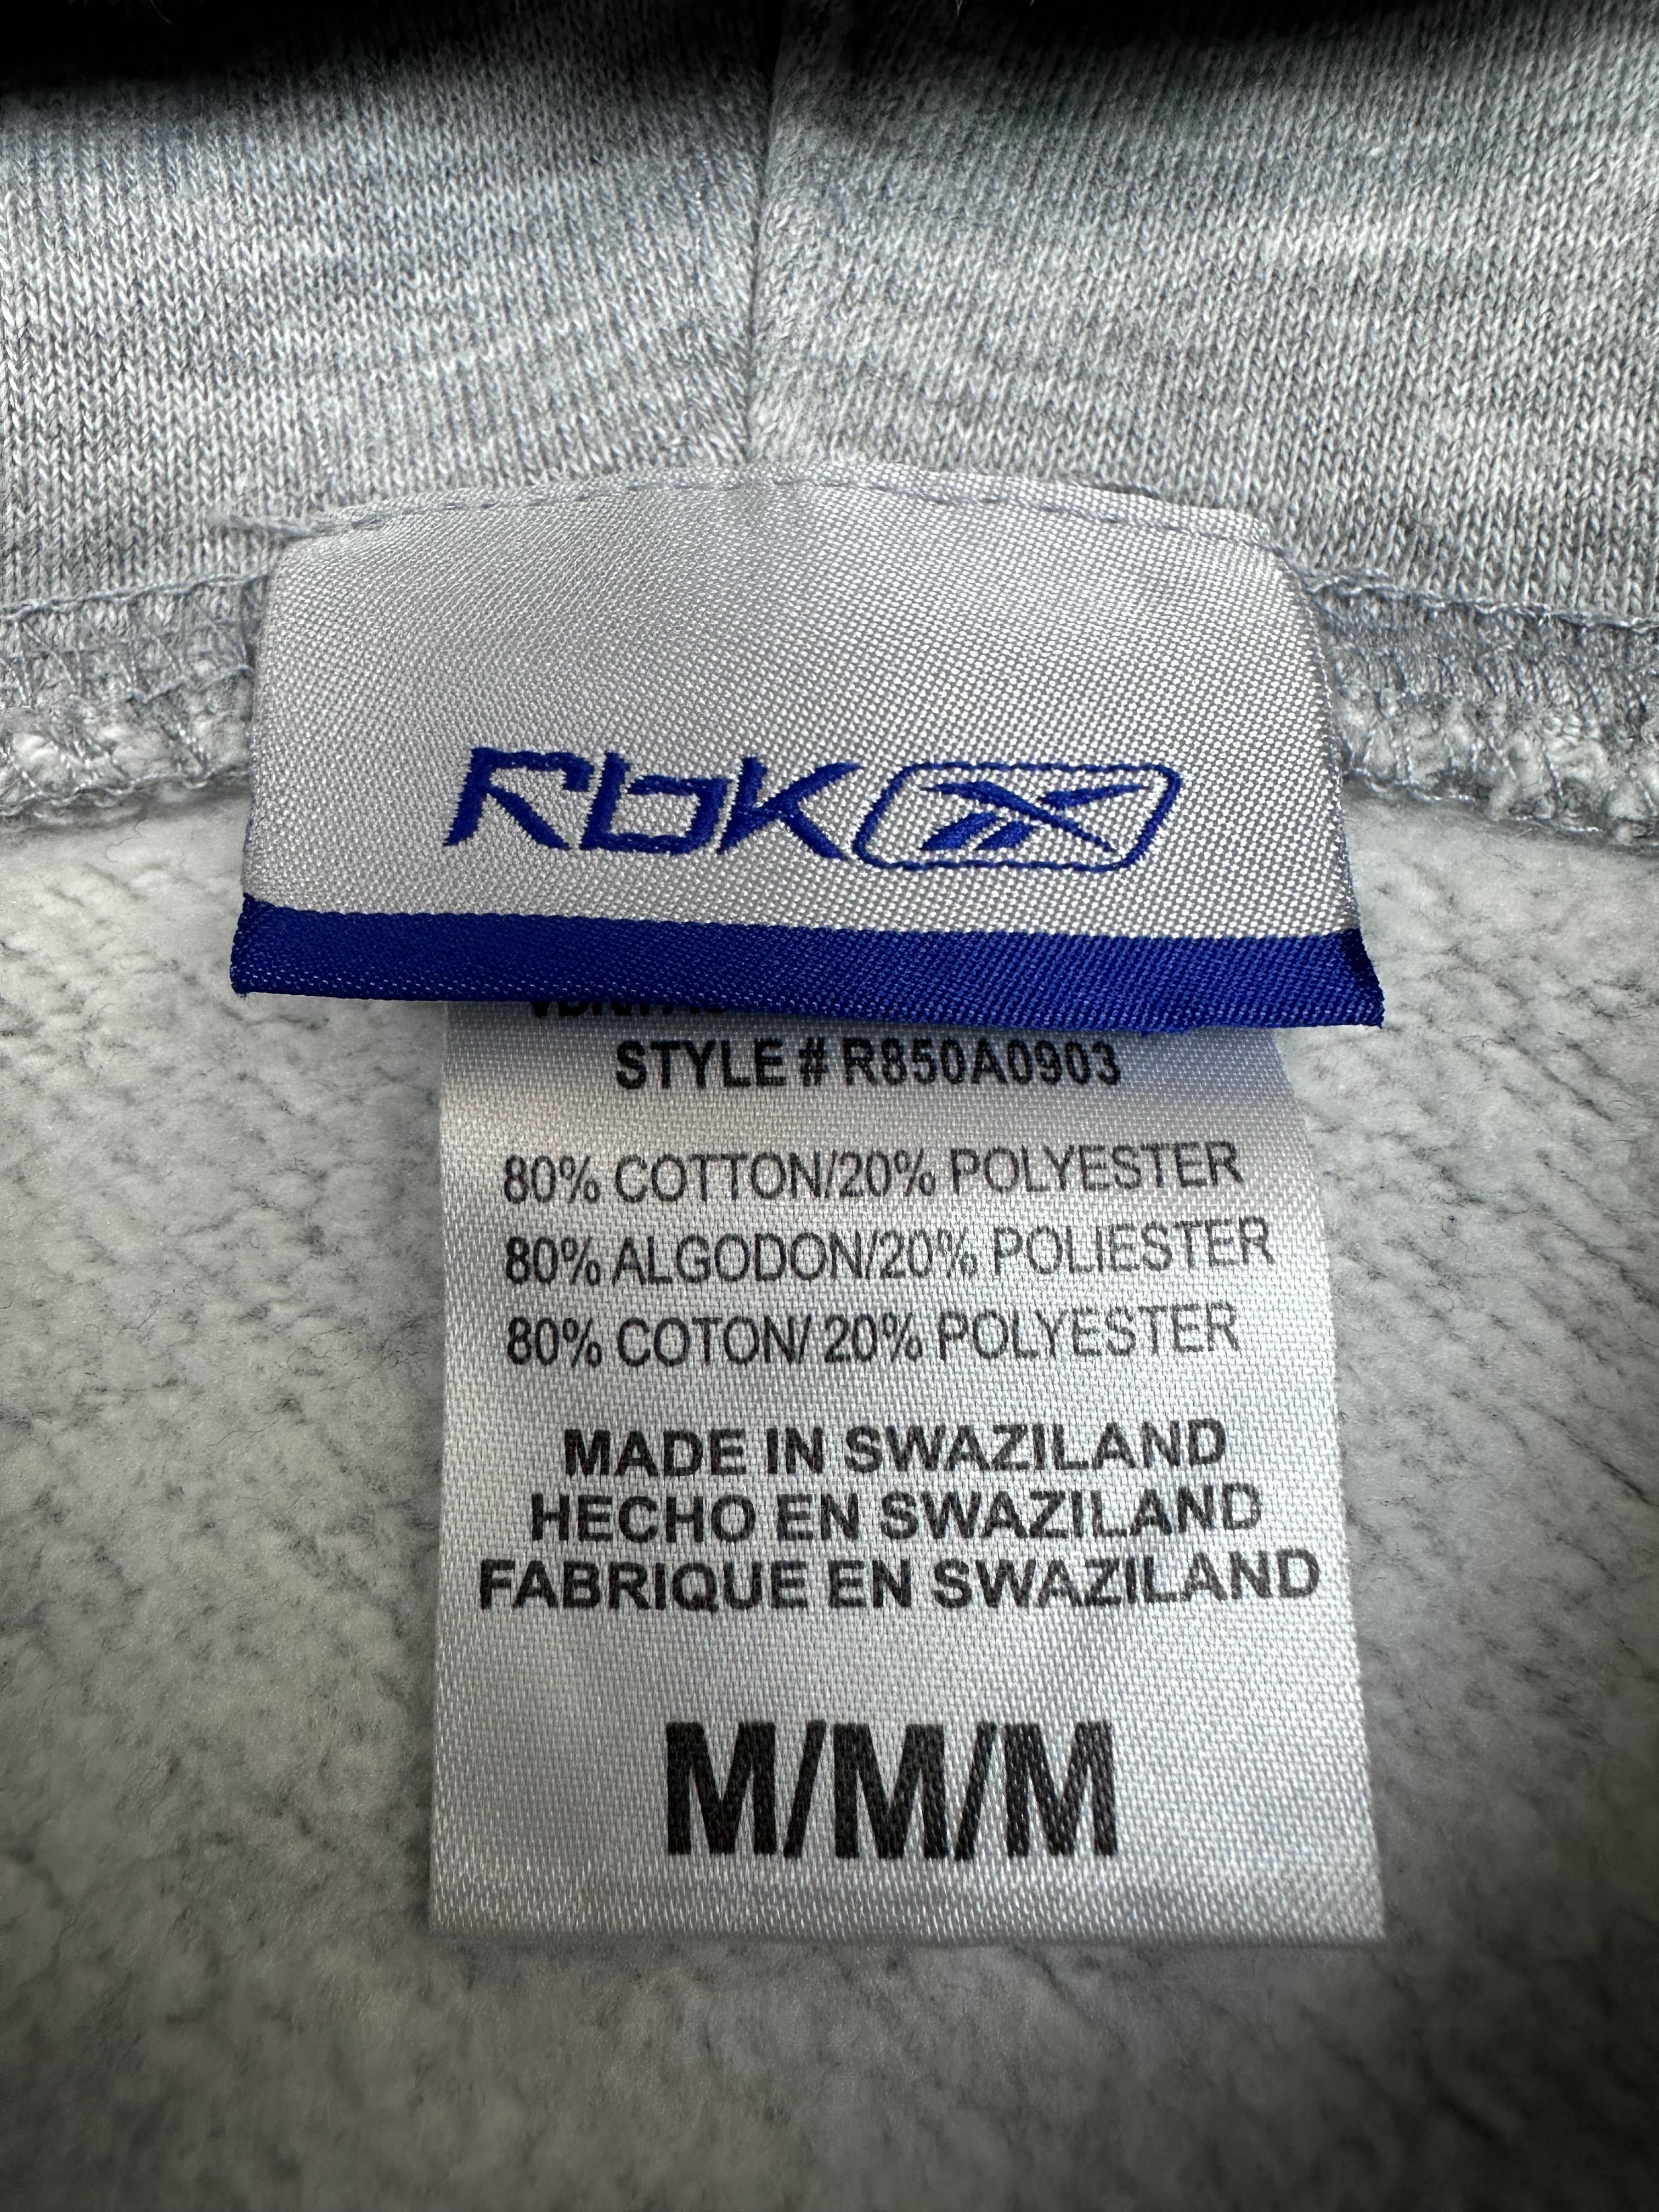 Rbk
STYLE # R850A0903
80% COTTON/20% POLYESTER
80% ALGODON/20% POLIESTER
80% COTON/ 20% POLYESTER
MADE IN SWAZILAND
HECHO EN SWAZILAND
FABRIQUE EN SWAZILAND
M/M/M